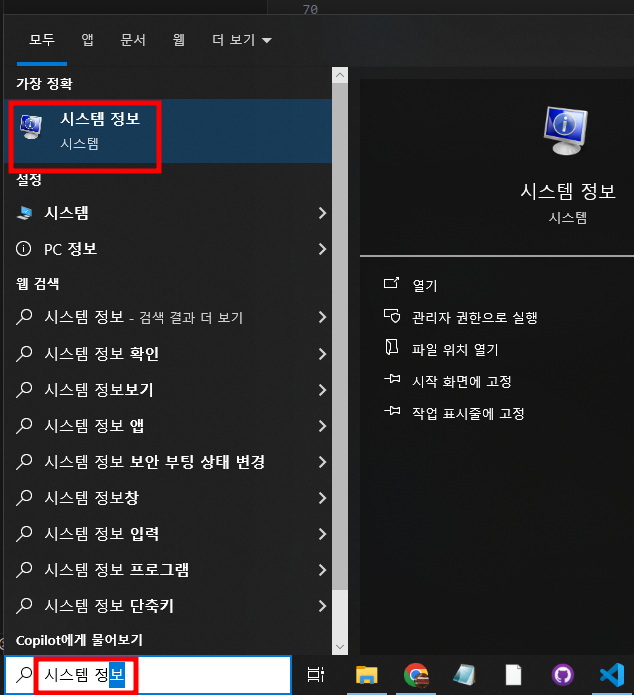 70
모두 앱 문서 웹 더 보기
가장 정확
시스템 정보
시스템
설정
시스템
PC 정보
웹 검색
시스템 정보 - 검색 결과 더 보기
시스템 정보 확인
시스템 정보보기
시스템 정보 앱
시스템 정보 보안 부팅 상태 변경
시스템 정보창
시스템 정보 입력
시스템 정보 프로그램
시스템 정보 단축키
Copilot에게 물어보기
시스템 정보
시스템 정보
시스템
열기
관리자 권한으로 실행
파일 위치 열기
시작 화면에 고정
작업 표시줄에 고정